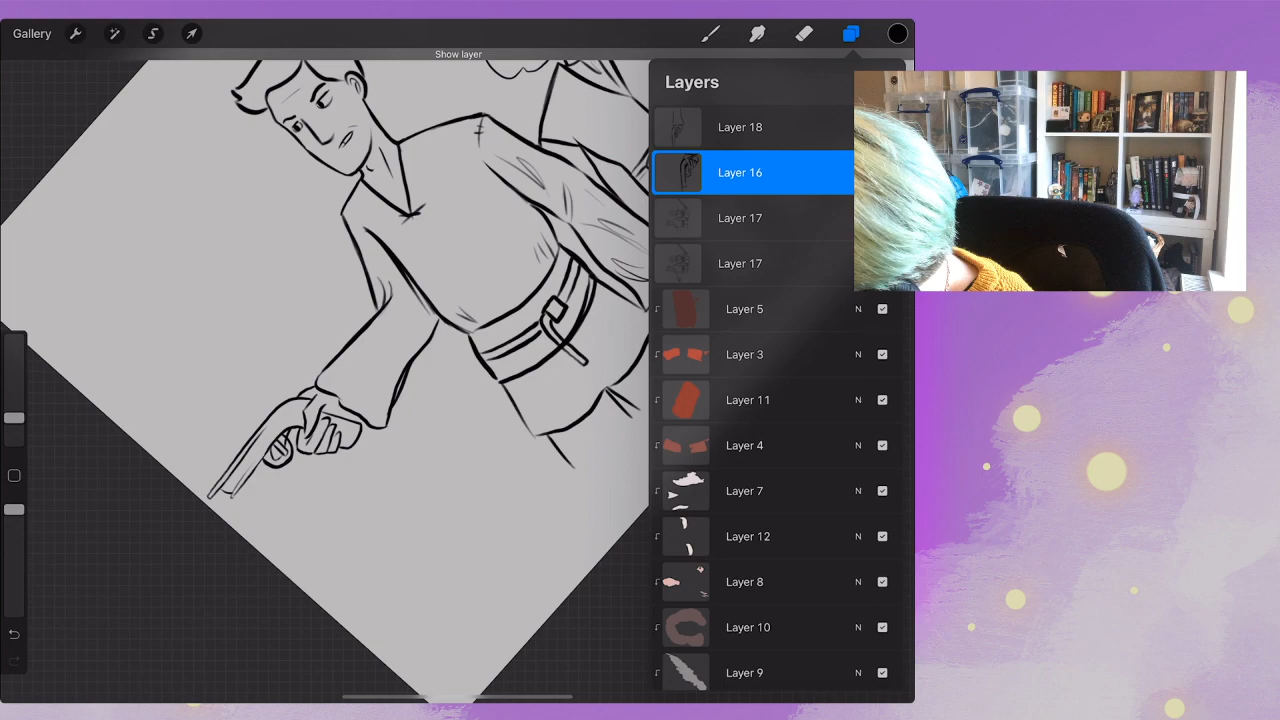 Gallery
Show layer
Layers
Layer 18
Layer 16
Layer 17
Layer 17
Layer 5 N
Layer 3 N
Layer 11 N
Layer 4 N
Layer 7 N
Layer 12 N
Layer 8 N
Layer 10 N
Layer 9 N